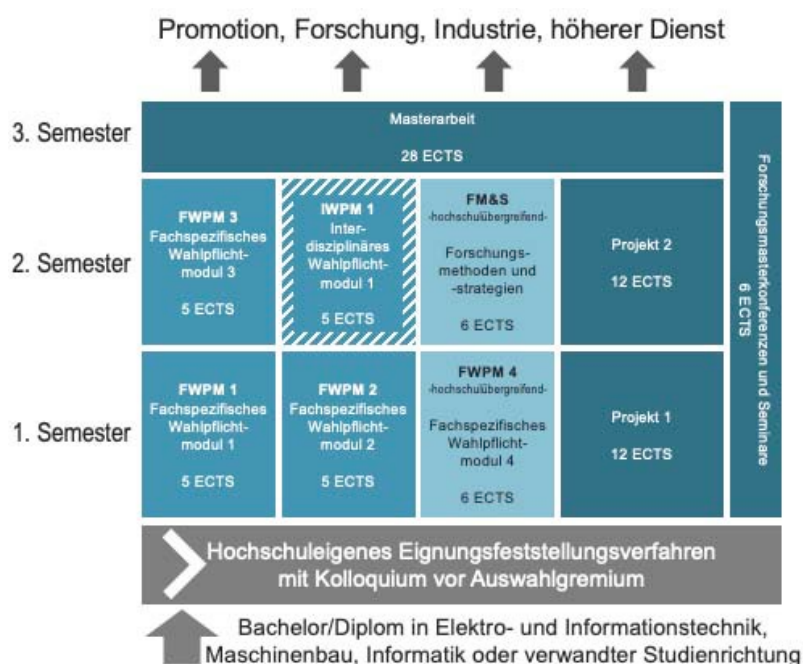 Promotion, Forschung, Industrie, höherer Dienst
3. Semester
Masterarbeit
28 ECTS
2. Semester
FWPM 3
Fachspezifisches
Wahlpflicht-
modul 3
5 ECTS
IWPM 1
Inter-
disziplinäres
Wahlpflicht-
modul 1
5 ECTS
FM&S
-hochschulübergreifend-
Forschungs-
methoden und
-strategien
6 ECTS
Projekt 2
12 ECTS
1. Semester
FWPM 1
Fachspezifisches
Wahlpflicht-
modul 1
5 ECTS
FWPM 2
Fachspezifisches
Wahlpflicht-
modul 2
5 ECTS
FWPM 4
-hochschulübergreifend-
Fachspezifisches
Wahlpflicht-
modul 4
6 ECTS
Projekt 1
12 ECTS
Forschungsmasterkonferenzen und Seminare
6 ECTS
Hochschuleigenes Eignungsfeststellungsverfahren
mit Kolloquium vor Auswahlgremium
Bachelor/Diplom in Elektro- und Informationstechnik,
Maschinenbau, Informatik oder verwandter Studienrichtung